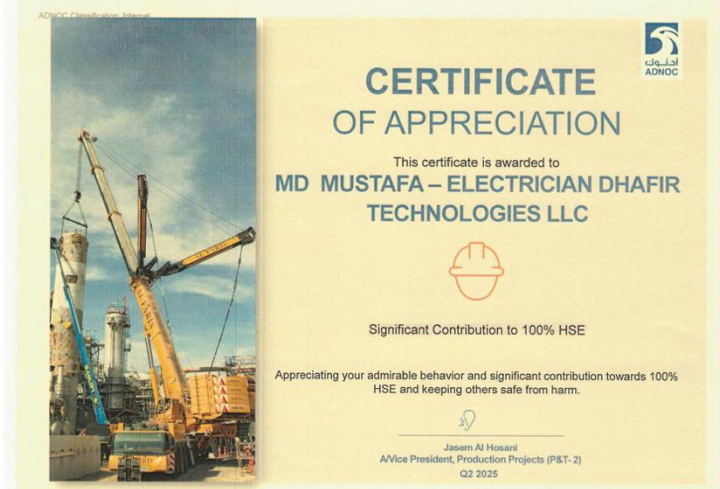 ADNOC Classification: Internal
أدنوك
ADNOC
CERTIFICATE
OF APPRECIATION
This certificate is awarded to
MD MUSTAFA – ELECTRICIAN DHAFIR
TECHNOLOGIES LLC
Significant Contribution to 100% HSE
Appreciating your admirable behavior and significant contribution towards 100%
HSE and keeping others safe from harm.
Jasem Al Hosani
A/Vice President, Production Projects (P&T- 2)
Q2 2025